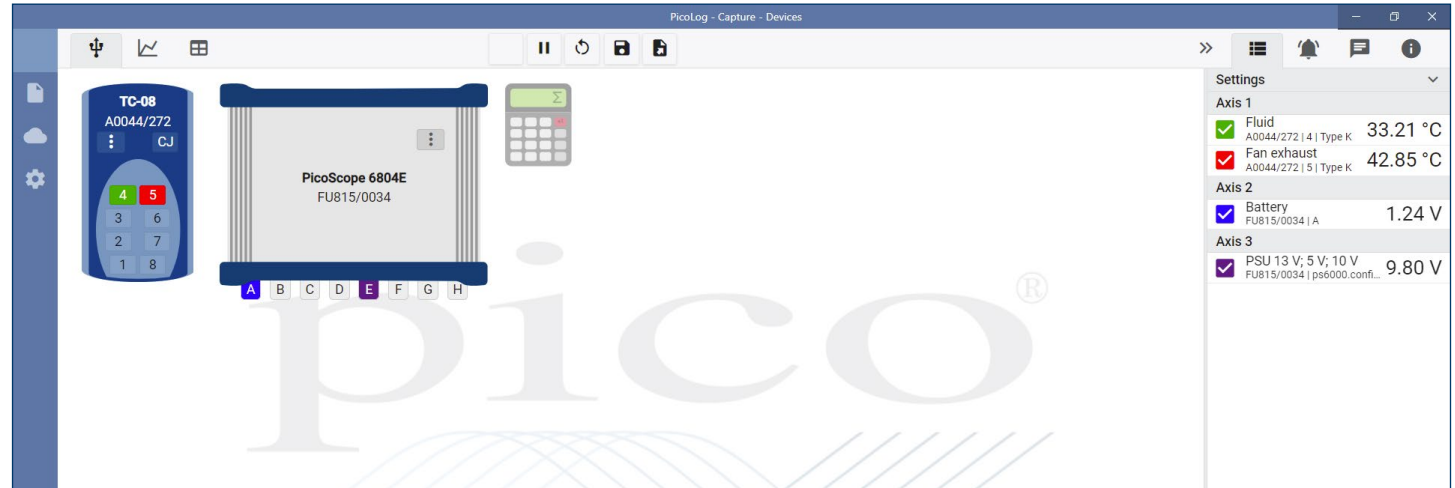 PicoLog - Capture - Devices
TC-08
A0044/272
CJ
4 5
3 6
2 7
1 8
PicoScope 6804E
FU815/0034
A B C D E F G H
Σ
pico®
Settings
Axis 1
Fluid
A0044/272 | 4 | Type K
33.21 °C
Fan exhaust
A0044/272 | 5 | Type K
42.85 °C
Axis 2
Battery
FU815/0034 | A
1.24 V
Axis 3
PSU 13 V; 5 V; 10 V
FU815/0034 | ps6000.confi...
9.80 V